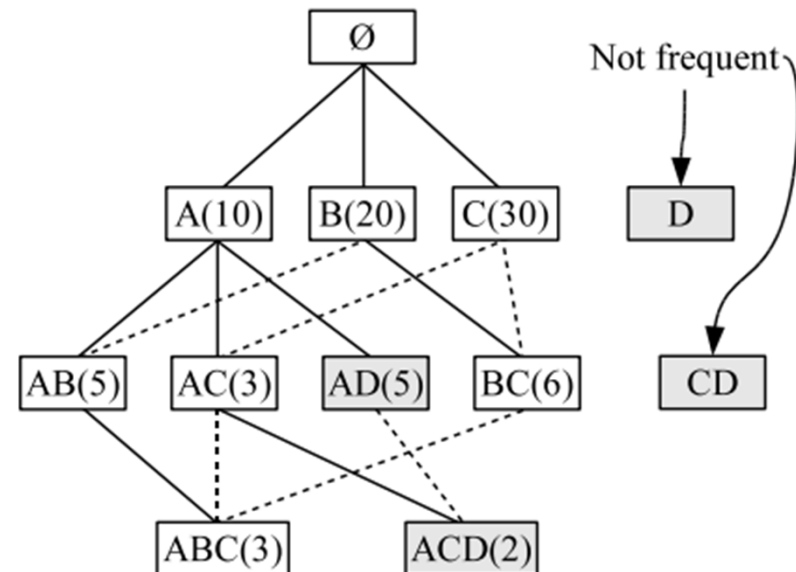 Ø
Not frequent
A(10) B(20) C(30) D
AB(5) AC(3) AD(5) BC(6) CD
ABC(3) ACD(2)